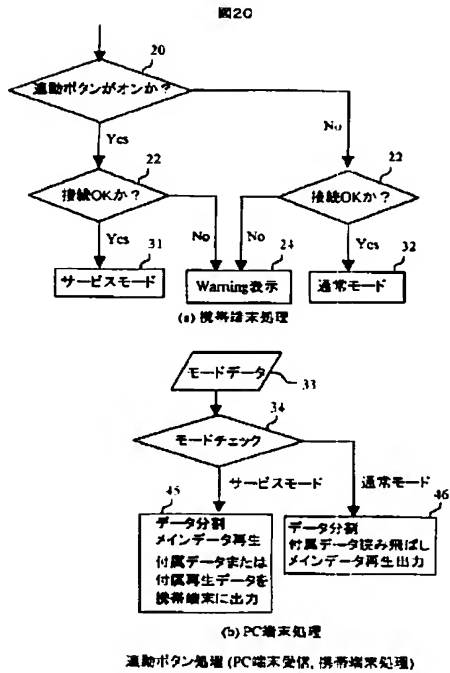 図20
20
連動ボタンがオンか?
Yes
No
22
接続OKか?
22
接続OKか?
Yes
No
No
Yes
31
サービスモード
24
Warning表示
32
通常モード
(a) 携帯端末処理
モードデータ
33
34
モードチェック
サービスモード
通常モード
45
データ分割
メインデータ再生
付属データまたは
付属再生データを
携帯端末に出力
46
データ分割
付属データ読み飛ばし
メインデータ再生出力
(b) PC端末処理
連動ボタン処理 (PC端末受信, 携帯端末処理)